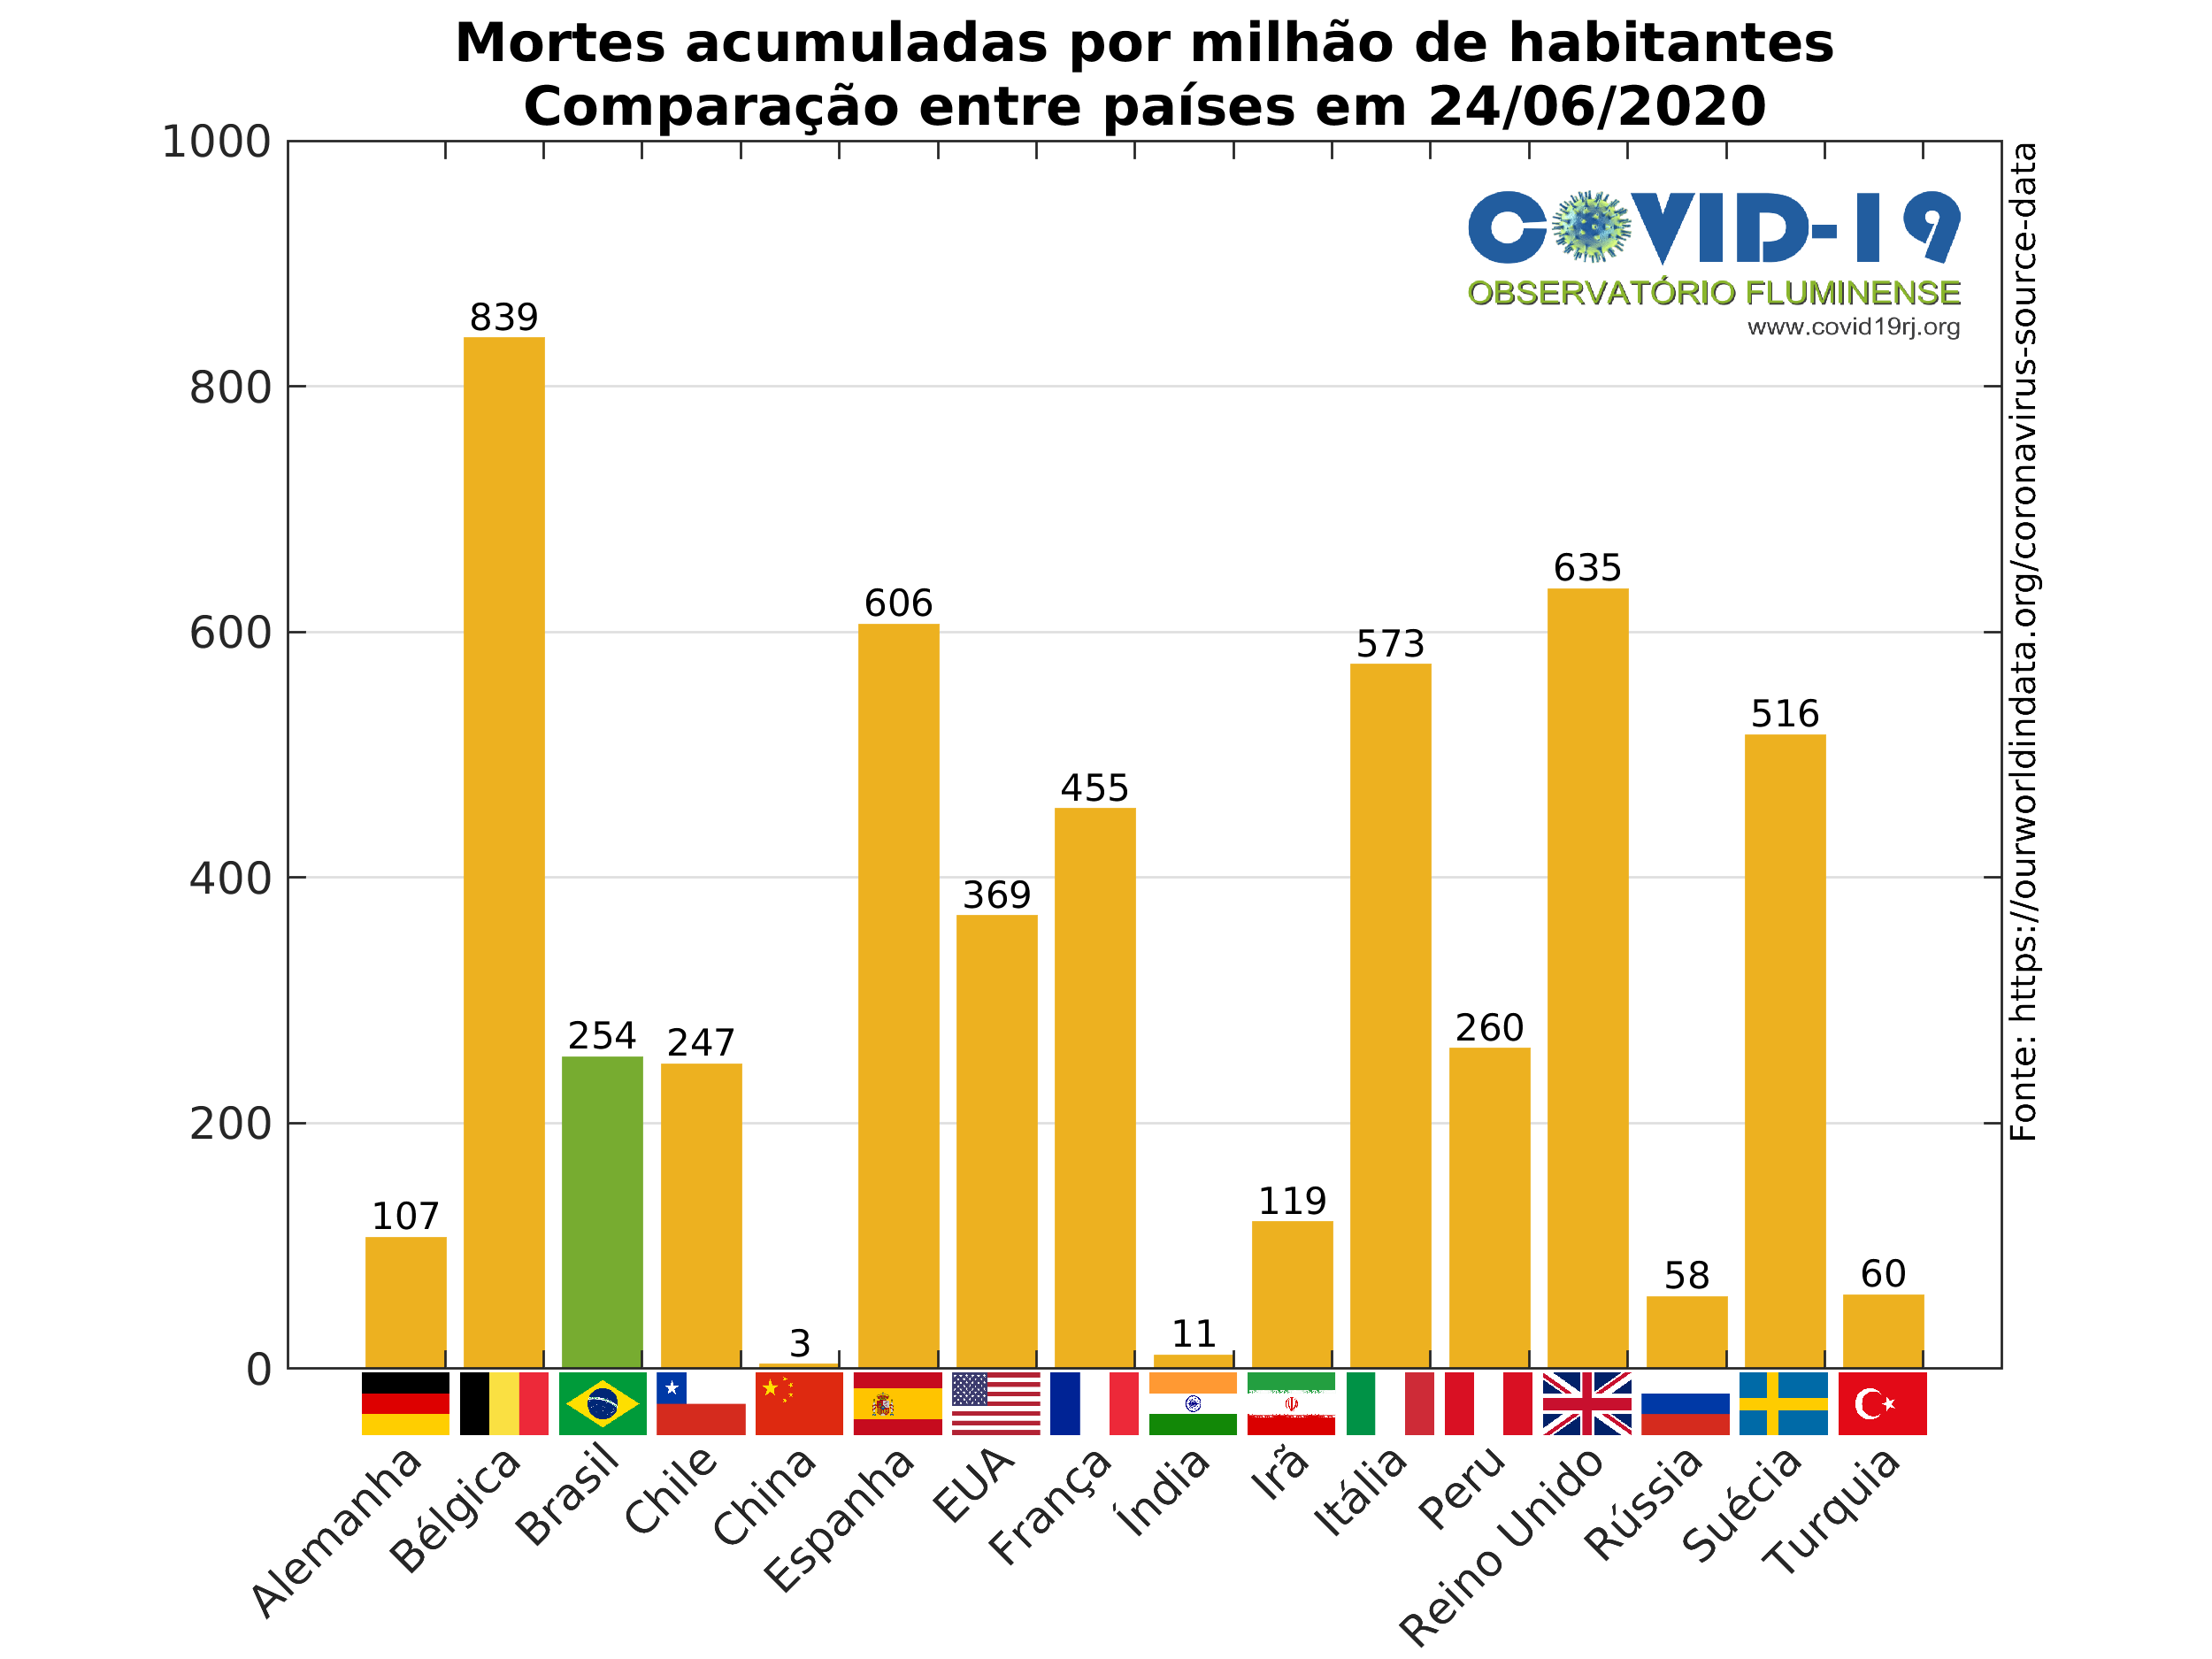 Mortes acumuladas por milhão de habitantes
Comparação entre países em 24/06/2020
1000
800
600
400
200
0
COVID-19
OBSERVATÓRIO FLUMINENSE
www.covid19rj.org
Fonte: https://ourworldindata.org/coronavirus-source-data
107
839
254
247
3
606
369
455
11
119
573
260
635
58
516
60
Alemanha
Bélgica
Brasil
Chile
China
Espanha
EUA
França
Índia
Irã
Itália
Peru
Reino Unido
Rússia
Suécia
Turquia